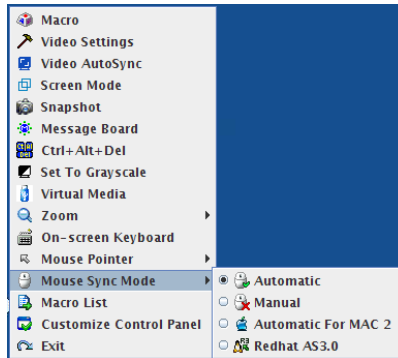 Macro
Video Settings
Video AutoSync
Screen Mode
Snapshot
Message Board
Ctrl+Alt+Del
Set To Grayscale
Virtual Media
Zoom
On-screen Keyboard
Mouse Pointer
Mouse Sync Mode
Macro List
Customize Control Panel
Exit
Automatic
Manual
Automatic For MAC 2
Redhat AS3.0